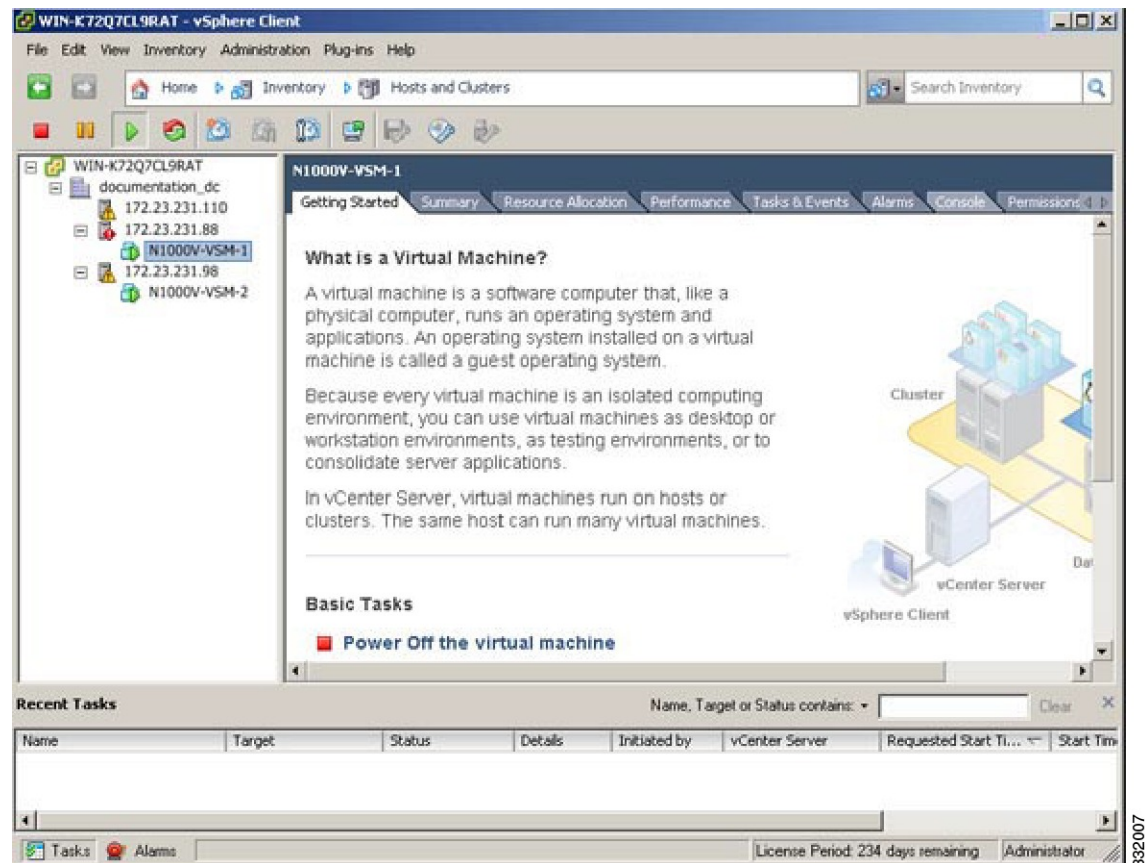 WIN-K72Q7CL9RAT - vSphere Client
File Edit View Inventory Administration Plug-ins Help
Home Inventory Hosts and Clusters
Search Inventory
WIN-K72Q7CL9RAT
documentation_dc
172.23.231.110
172.23.231.88
N1000V-VSM-1
172.23.231.98
N1000V-VSM-2
N1000V-VSM-1
Getting Started Summary Resource Allocation Performance Tasks & Events Alarms Console Permissions
What is a Virtual Machine?
A virtual machine is a software computer that, like a
physical computer, runs an operating system and
applications. An operating system installed on a virtual
machine is called a guest operating system.
Because every virtual machine is an isolated computing
environment, you can use virtual machines as desktop or
workstation environments, as testing environments, or to
consolidate server applications.
In vCenter Server, virtual machines run on hosts or
clusters. The same host can run many virtual machines.
Basic Tasks
Power Off the virtual machine
Cluster
Da
vCenter Server
vSphere Client
Recent Tasks
Name, Target or Status contains:
Clear
Name Target Status Details Initiated by vCenter Server Requested Start Ti... Start Tim
Tasks Alarms
License Period: 234 days remaining
Administrator
32007